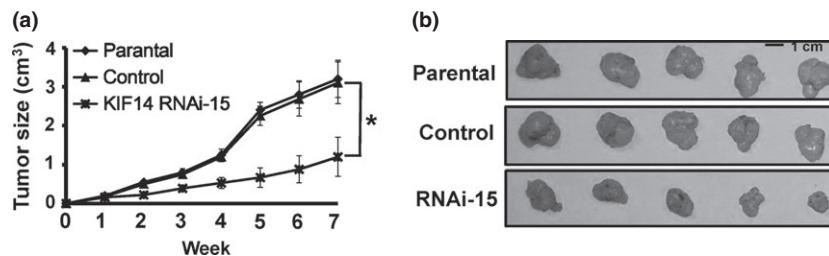 (a)
Tumor size (cm³)
4
3
2
1
0
0 1 2 3 4 5 6 7
Week
Parantal
Control
KIF14 RNAi-15
*
(b)
1 cm
Parental
Control
RNAi-15